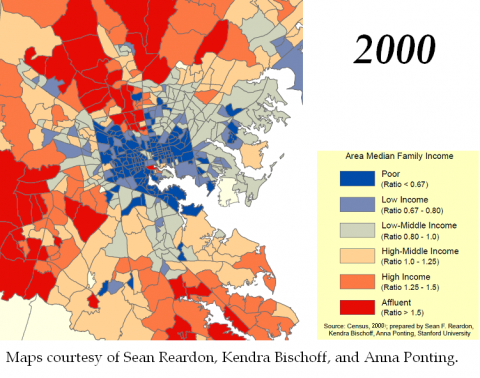 2000
Area Median Family Income
Poor
(Ratio < 0.67)
Low Income
(Ratio 0.67 - 0.80)
Low-Middle Income
(Ratio 0.80 - 1.0)
High-Middle Income
(Ratio 1.0 - 1.25)
High Income
(Ratio 1.25 - 1.5)
Affluent
(Ratio > 1.5)
Source: Census, 2000; prepared by Sean F. Reardon,
Kendra Bischoff, Anna Ponting, Stanford University
Maps courtesy of Sean Reardon, Kendra Bischoff, and Anna Ponting.